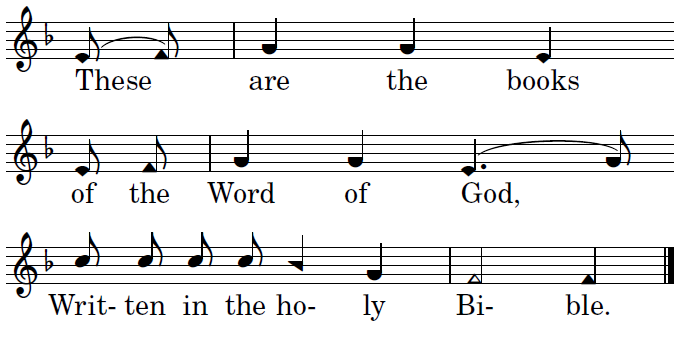 These are the books
of the Word of God,
Writ- ten in the ho- ly Bi- ble.